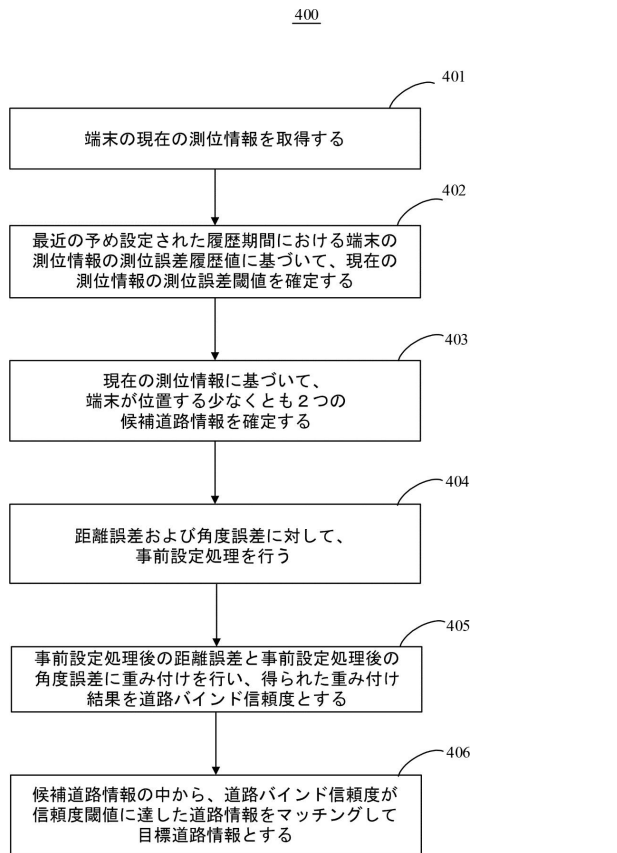 400
401
端末の現在の測位情報を取得する
402
最近の予め設定された履歴期間における端末の
測位情報の測位誤差履歴値に基づいて、現在の
測位情報の測位誤差閾値を確定する
403
現在の測位情報に基づいて、
端末が位置する少なくとも２つの
候補道路情報を確定する
404
距離誤差および角度誤差に対して、
事前設定処理を行う
405
事前設定処理後の距離誤差と事前設定処理後の
角度誤差に重み付けを行い、得られた重み付け
結果を道路バインド信頼度とする
406
候補道路情報の中から、道路バインド信頼度が
信頼度閾値に達した道路情報をマッチングして
目標道路情報とする